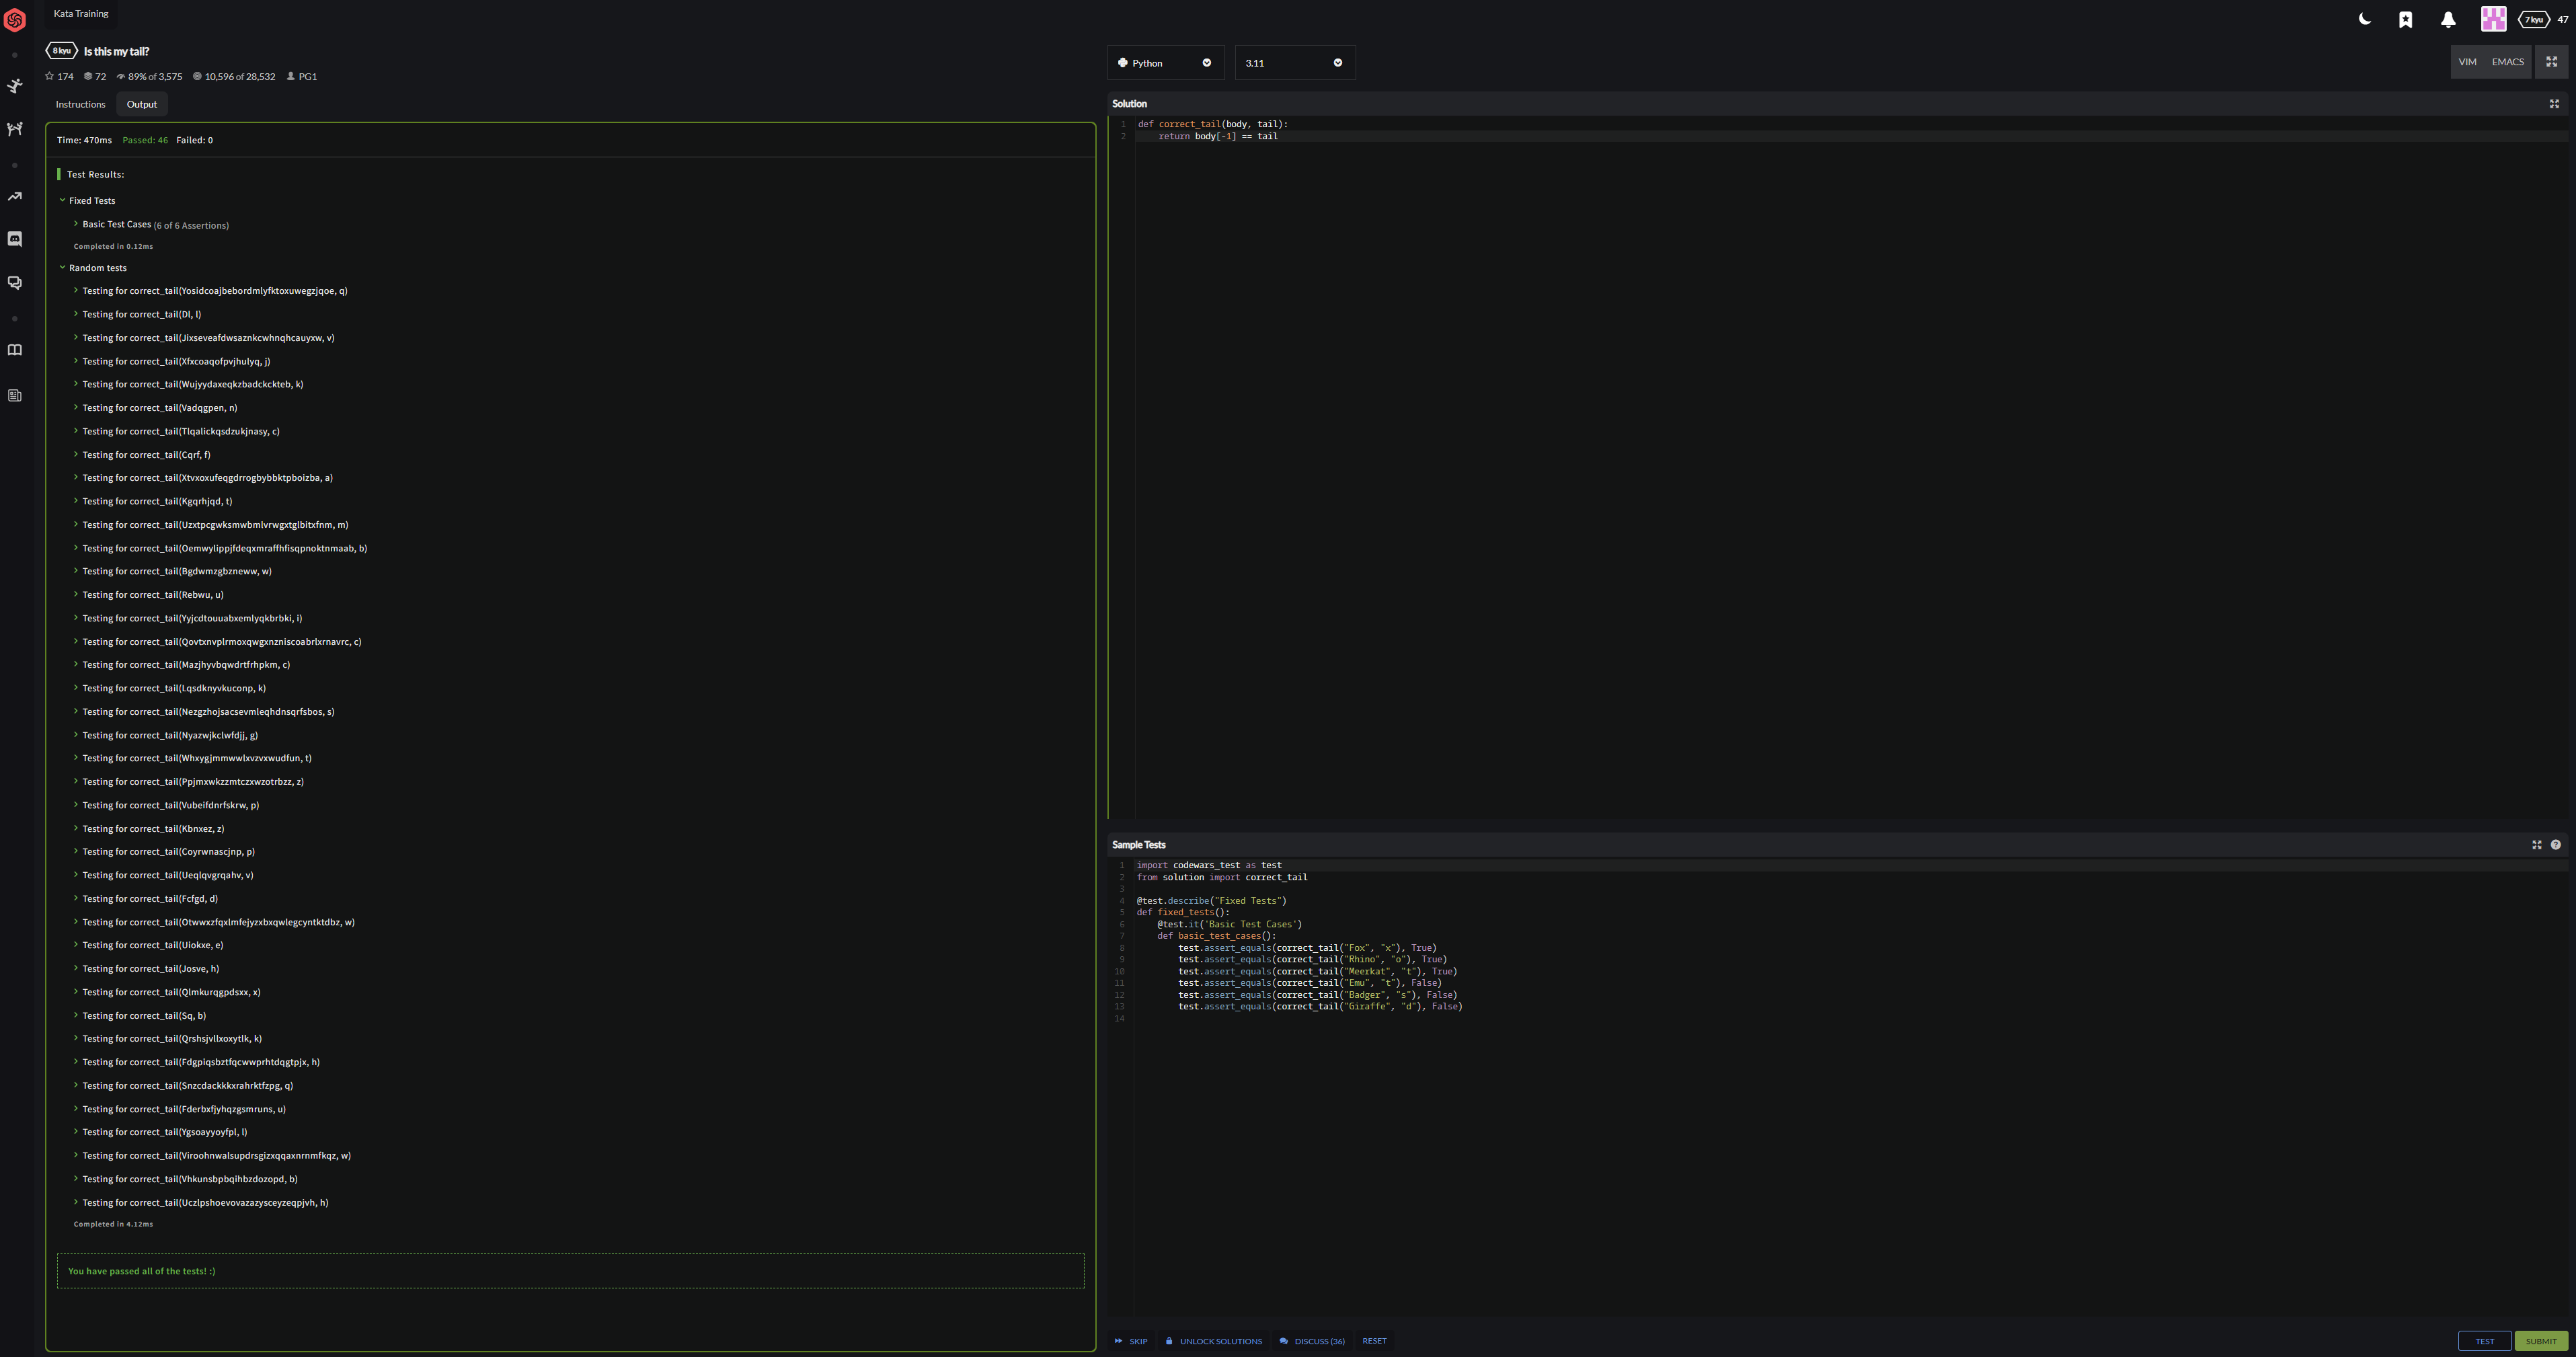 Kata Training
7 kyu 47
8 kyu Is this my tail?
174 72 89% of 3,575 10,596 of 28,532 PG1
Instructions Output
Time: 470ms Passed: 46 Failed: 0
Test Results:
Fixed Tests
Basic Test Cases (6 of 6 Assertions)
Completed in 0.12ms
Random tests
Testing for correct_tail(Yosidcoajbebordmlyfktoxuwegzjqoe, q)
Testing for correct_tail(Dl, l)
Testing for correct_tail(Jixseveafdwsaznkcwhnqhcauyxw, v)
Testing for correct_tail(Xfxcoaqofpvjhulyq, j)
Testing for correct_tail(Wujyydaxeqkzbadckckteb, k)
Testing for correct_tail(Vadqgpen, n)
Testing for correct_tail(Tlqalickqsdzukjnasy, c)
Testing for correct_tail(Cqrf, f)
Testing for correct_tail(Xtvxoxufeqgdrrogbybbktpboizba, a)
Testing for correct_tail(Kgqrhjqd, t)
Testing for correct_tail(Uzxtpcgwksmwbmlvrwgxtglbitxfnm, m)
Testing for correct_tail(Oemwylippjfdeqxmraffhfisqpnoktnmaab, b)
Testing for correct_tail(Bgdwmzgbzneww, w)
Testing for correct_tail(Rebwu, u)
Testing for correct_tail(Yyjcdtouuabxemlyqkbrbki, i)
Testing for correct_tail(Qovtxnvplrmoxqwgxnzniscoabrlxrnavrc, c)
Testing for correct_tail(Mazjhyvbqwdrtfrhpkm, c)
Testing for correct_tail(Lqsdknyvkuconp, k)
Testing for correct_tail(Nezgzhojsacsevmleqhdnsqrfsbos, s)
Testing for correct_tail(Nyazwjkclwfdjj, g)
Testing for correct_tail(Whxygjmmwwlxvzvxwudfun, t)
Testing for correct_tail(Ppjmxwkzzmtczxwzotrbzz, z)
Testing for correct_tail(Vubeifdnrfskrw, p)
Testing for correct_tail(Kbnxez, z)
Testing for correct_tail(Coyrwnascjnp, p)
Testing for correct_tail(Ueqlqvgrqahv, v)
Testing for correct_tail(Fcfgd, d)
Testing for correct_tail(Otwwxzfqxlmfejyzxbxqwlegcyntktdbz, w)
Testing for correct_tail(Uiokxe, e)
Testing for correct_tail(Josve, h)
Testing for correct_tail(Qlmkurqgpdsxx, x)
Testing for correct_tail(Sq, b)
Testing for correct_tail(Qrshsjvllxoxytlk, k)
Testing for correct_tail(Fdgpiqsbztfqcwwprhtdqgtpjx, h)
Testing for correct_tail(Snzcdackkkxrahrktfzpg, q)
Testing for correct_tail(Fderbxfjyhqzgsmruns, u)
Testing for correct_tail(Ygsoayyoyfpl, l)
Testing for correct_tail(Viroohnwalsupdrsgizxqqaxnrnmfkqz, w)
Testing for correct_tail(Vhkunsbpbqihbzdozopd, b)
Testing for correct_tail(Uczlpshoevovazazysceyzeqpjvh, h)
Completed in 4.12ms
You have passed all of the tests! :)
Python 3.11 VIM EMACS
Solution
1 def correct_tail(body, tail):
2 return body[-1] == tail
Sample Tests
1 import codewars_test as test
2 from solution import correct_tail
3
4 @test.describe("Fixed Tests")
5 def fixed_tests():
6 @test.it('Basic Test Cases')
7 def basic_test_cases():
8 test.assert_equals(correct_tail("Fox", "x"), True)
9 test.assert_equals(correct_tail("Rhino", "o"), True)
10 test.assert_equals(correct_tail("Meerkat", "t"), True)
11 test.assert_equals(correct_tail("Emu", "t"), False)
12 test.assert_equals(correct_tail("Badger", "s"), False)
13 test.assert_equals(correct_tail("Giraffe", "d"), False)
14
SKIP UNLOCK SOLUTIONS DISCUSS (36) RESET TEST SUBMIT